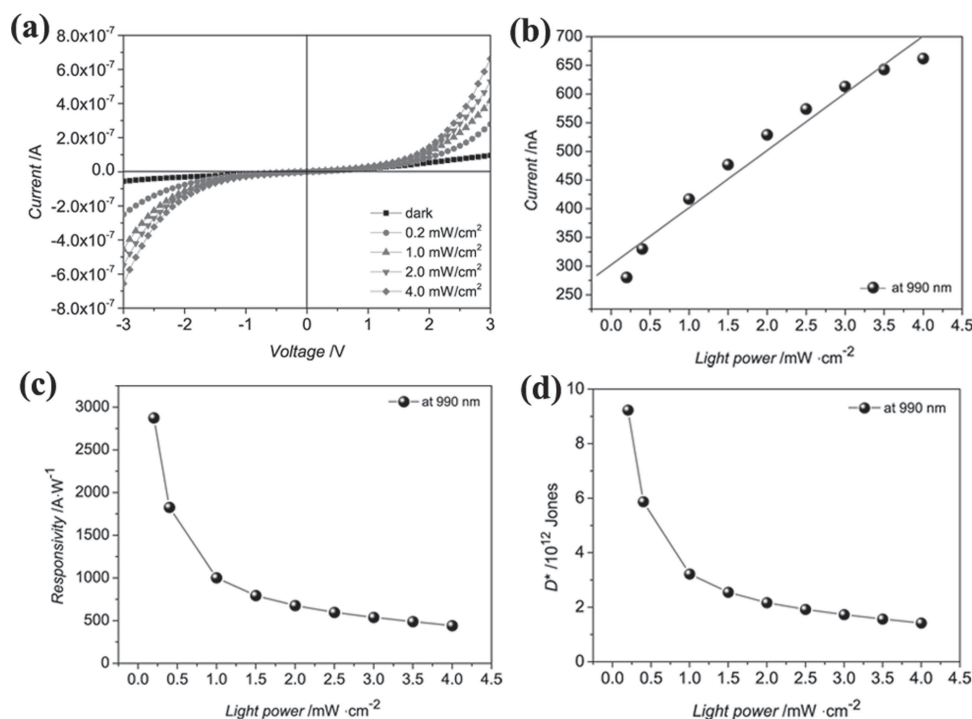 (a)
8.0x10⁻⁷
6.0x10⁻⁷
4.0x10⁻⁷
2.0x10⁻⁷
0.0
-2.0x10⁻⁷
-4.0x10⁻⁷
-6.0x10⁻⁷
-8.0x10⁻⁷
Current /A
dark
0.2 mW/cm²
1.0 mW/cm²
2.0 mW/cm²
4.0 mW/cm²
-3 -2 -1 0 1 2 3
Voltage /V
(b)
700
650
600
550
500
450
400
350
300
250
Current /nA
at 990 nm
0.0 0.5 1.0 1.5 2.0 2.5 3.0 3.5 4.0 4.5
Light power /mW ·cm⁻²
(c)
3000
2500
2000
1500
1000
500
0
Responsivity /A·W⁻¹
at 990 nm
0.0 0.5 1.0 1.5 2.0 2.5 3.0 3.5 4.0 4.5
Light power /mW ·cm⁻²
(d)
10
8
6
4
2
0
D* /10¹² Jones
at 990 nm
0.0 0.5 1.0 1.5 2.0 2.5 3.0 3.5 4.0 4.5
Light power /mW ·cm⁻²